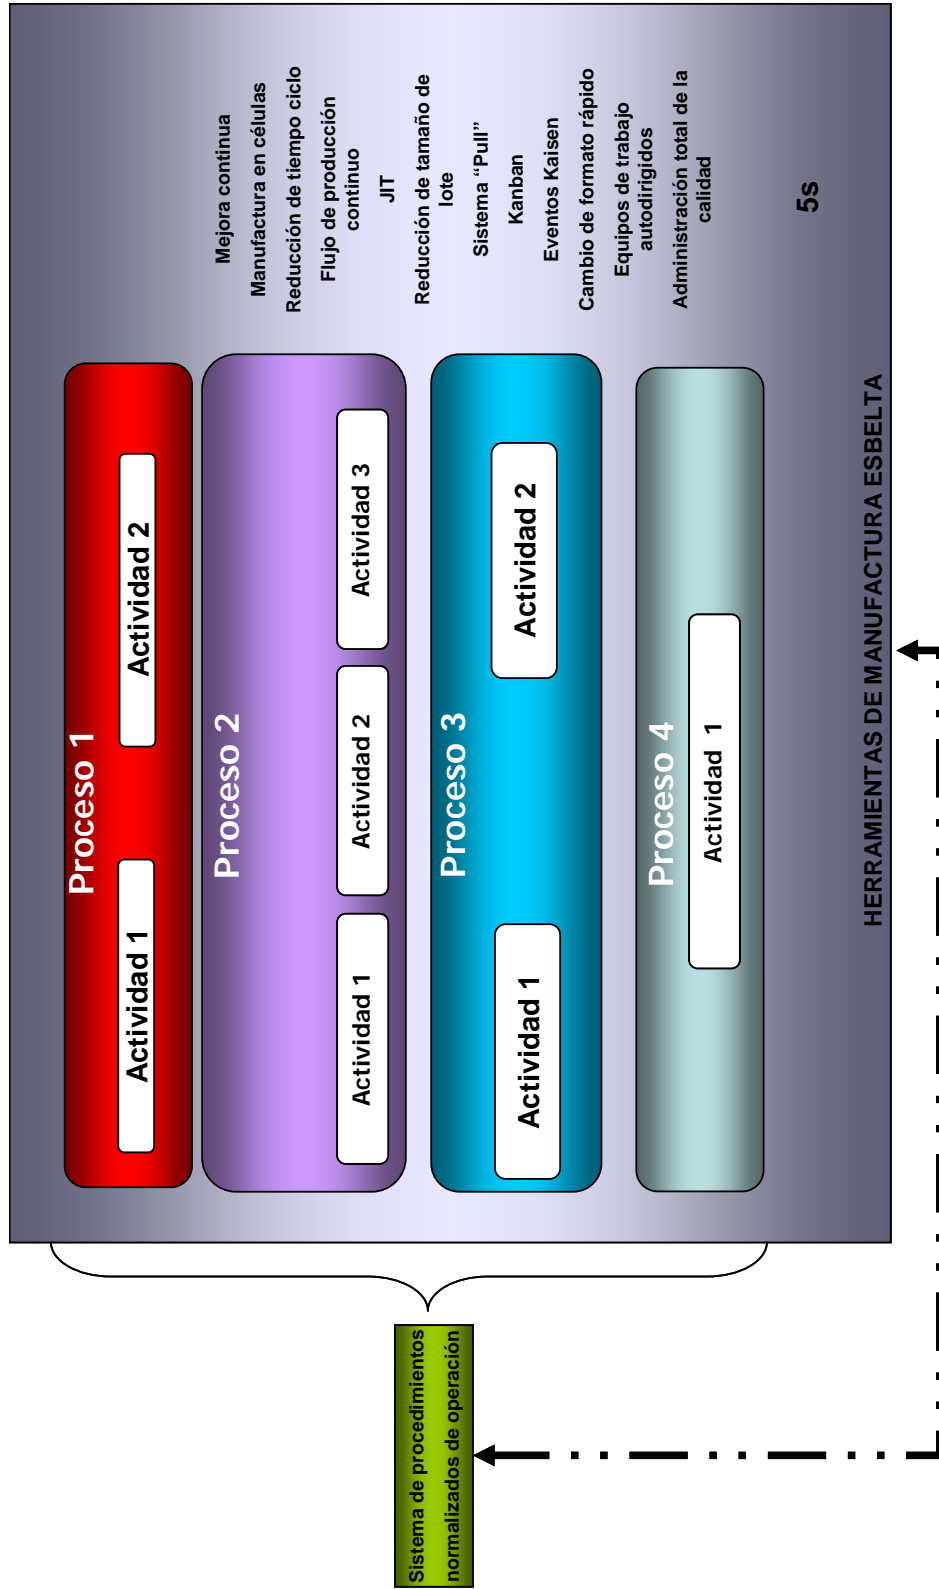 Proceso 1
Actividad 1
Actividad 2
Proceso 2
Actividad 1
Actividad 2
Actividad 3
Proceso 3
Actividad 1
Actividad 2
Proceso 4
Actividad 1
Mejora continua
Manufactura en células
Reducción de tiempo ciclo
Flujo de producción
continuo
JIT
Reducción de tamaño de
lote
Sistema “Pull”
Kanban
Eventos Kaisen
Cambio de formato rápido
Equipos de trabajo
autodirigidos
Administración total de la
calidad
5s
HERRAMIENTAS DE MANUFACTURA ESBELTA
Sistema de procedimientos
normalizados de operación